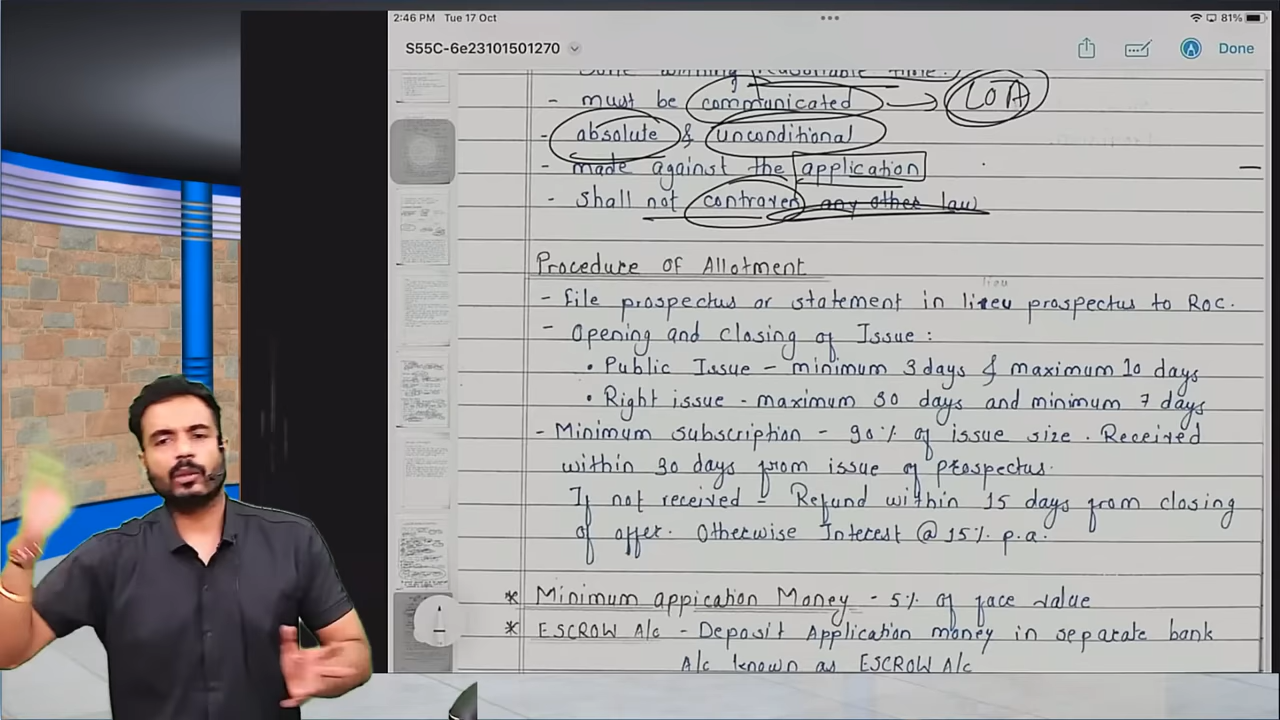 2:46 PM Tue 17 Oct
81%
S55C-6e23101501270
Done
reasonable time.
- must be communicated → LOA
- absolute & unconditional
- made against the application
- shall not contraven any other law
Procedure of Allotment
lieu
- file prospectus or statement in prospectus to ROC.
- Opening and closing of Issue :
• Public Issue - minimum 3 days & maximum 10 days
• Right issue - maximum 30 days and minimum 7 days
- Minimum subscription - 90% of issue size. Received
within 30 days from issue of prospectus.
If not received - Refund within 15 days from closing
of offer. Otherwise Interest @ 15% p.a.
* Minimum appication Money - 5% of face value
* ESCROW A/c - Deposit Application money in separate bank
A/c known as ESCROW A/c